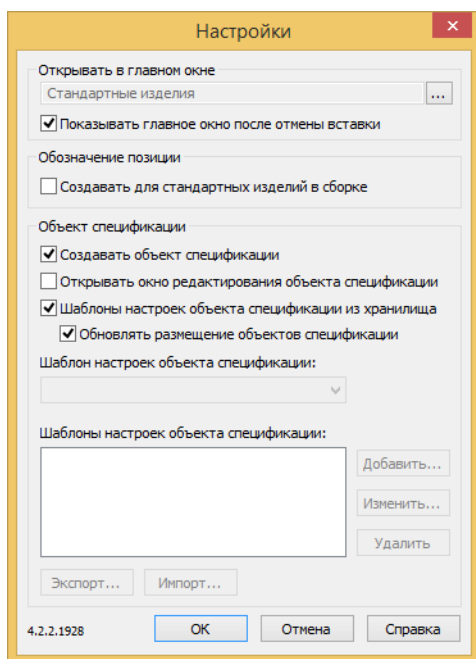 Настройки
Открывать в главном окне
Стандартные изделия
...
Показывать главное окно после отмены вставки
Обозначение позиции
Создавать для стандартных изделий в сборке
Объект спецификации
Создавать объект спецификации
Открывать окно редактирования объекта спецификации
Шаблоны настроек объекта спецификации из хранилища
Обновлять размещение объектов спецификации
Шаблон настроек объекта спецификации:
Шаблоны настроек объекта спецификации:
Добавить...
Изменить...
Удалить
Экспорт... Импорт...
4.2.2.1928 ОК Отмена Справка